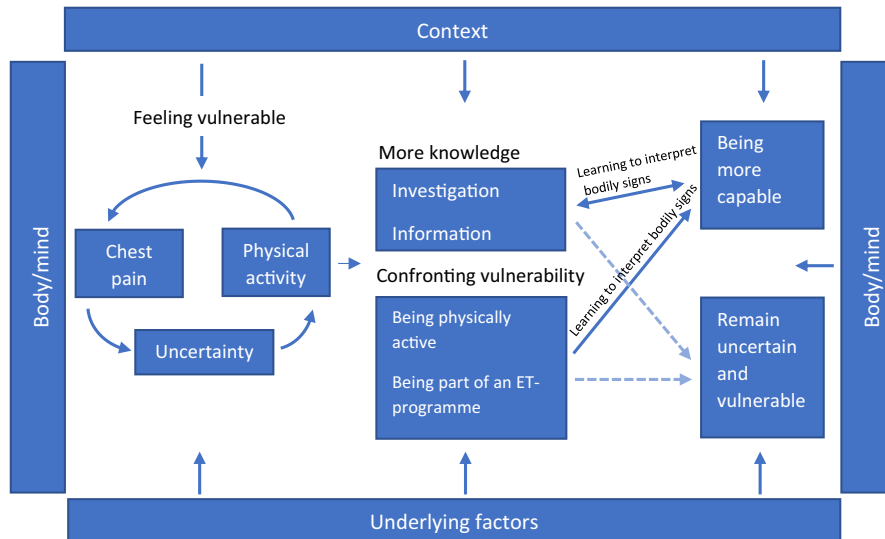 Context
Body/mind
Feeling vulnerable
Chest
pain
Physical
activity
Uncertainty
More knowledge
Investigation
Information
Confronting vulnerability
Being physically
active
Being part of an ET-
programme
Learning to interpret
bodily signs
Learning to interpret bodily signs
Being
more
capable
Remain
uncertain
and
vulnerable
Body/mind
Underlying factors